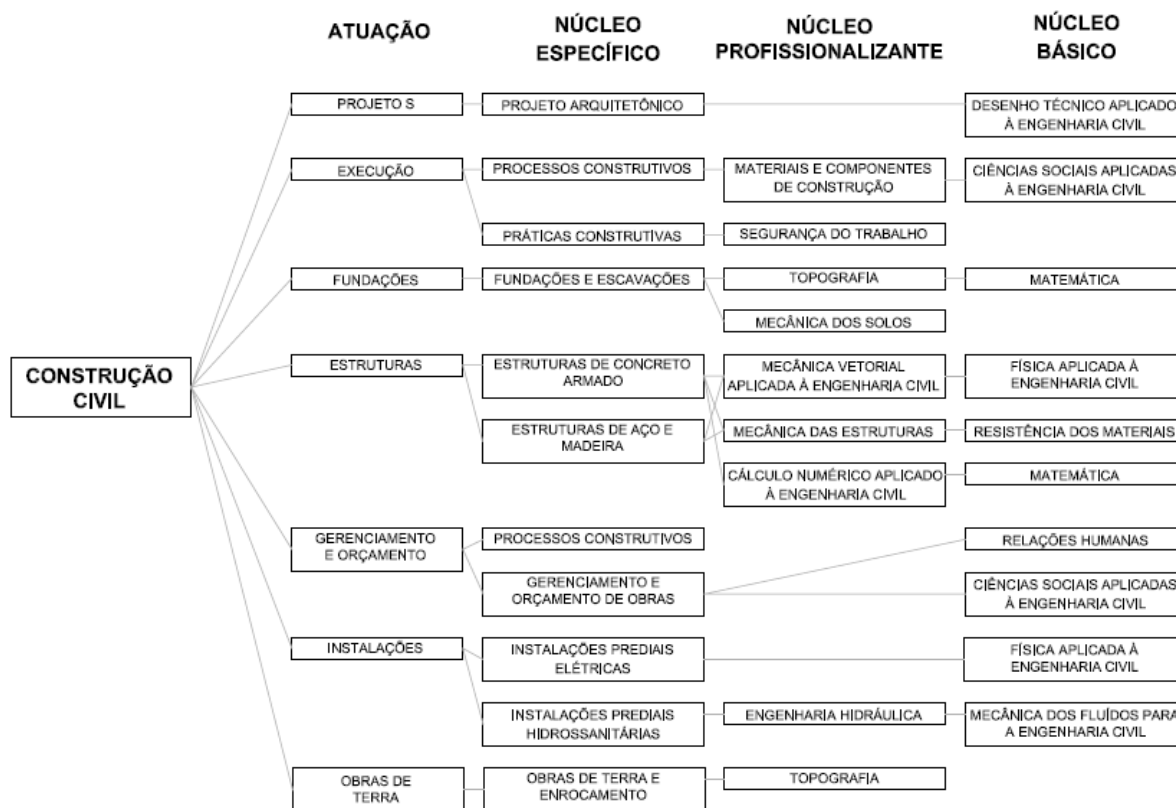 ATUAÇÃO
NÚCLEO
ESPECÍFICO
NÚCLEO
PROFISSIONALIZANTE
NÚCLEO
BÁSICO
PROJETO S
PROJETO ARQUITETÔNICO
DESENHO TÉCNICO APLICADO
À ENGENHARIA CIVIL
EXECUÇÃO
PROCESSOS CONSTRUTIVOS
MATERIAIS E COMPONENTES
DE CONSTRUÇÃO
CIÊNCIAS SOCIAIS APLICADAS
À ENGENHARIA CIVIL
PRÁTICAS CONSTRUTIVAS
SEGURANÇA DO TRABALHO
FUNDAÇÕES
FUNDAÇÕES E ESCAVAÇÕES
TOPOGRAFIA
MATEMÁTICA
MECÂNICA DOS SOLOS
CONSTRUÇÃO
CIVIL
ESTRUTURAS
ESTRUTURAS DE CONCRETO
ARMADO
MECÂNICA VETORIAL
APLICADA À ENGENHARIA CIVIL
FÍSICA APLICADA À
ENGENHARIA CIVIL
ESTRUTURAS DE AÇO E
MADEIRA
MECÂNICA DAS ESTRUTURAS
RESISTÊNCIA DOS MATERIAIS
CÁLCULO NUMÉRICO APLICADO
À ENGENHARIA CIVIL
MATEMÁTICA
GERENCIAMENTO
E ORÇAMENTO
PROCESSOS CONSTRUTIVOS
RELAÇÕES HUMANAS
GERENCIAMENTO E
ORÇAMENTO DE OBRAS
CIÊNCIAS SOCIAIS APLICADAS
À ENGENHARIA CIVIL
INSTALAÇÕES
INSTALAÇÕES PREDIAIS
ELÉTRICAS
FÍSICA APLICADA À
ENGENHARIA CIVIL
INSTALAÇÕES PREDIAIS
HIDROSSANITÁRIAS
ENGENHARIA HIDRÁULICA
MECÂNICA DOS FLUÍDOS PARA
A ENGENHARIA CIVIL
OBRAS DE
TERRA
OBRAS DE TERRA E
ENROCAMENTO
TOPOGRAFIA